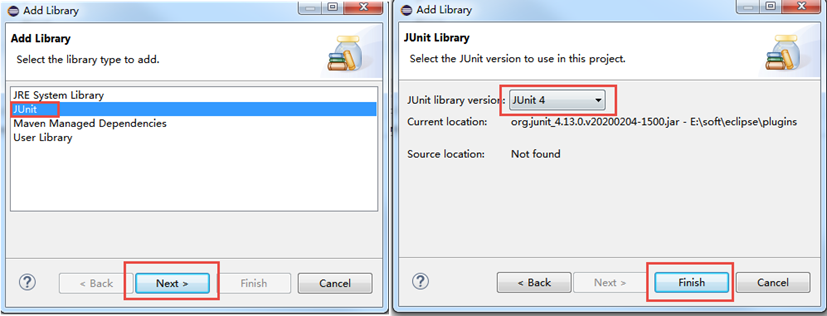 Add Library
Add Library
Select the library type to add.
JRE System Library
JUnit
Maven Managed Dependencies
User Library
< Back
Next >
Finish
Cancel
Add Library
JUnit Library
Select the JUnit version to use in this project.
JUnit library version: JUnit 4
Current location: org.junit_4.13.0.v20200204-1500.jar - E:\soft\eclipse\plugins
Source location: Not found
< Back
Next >
Finish
Cancel